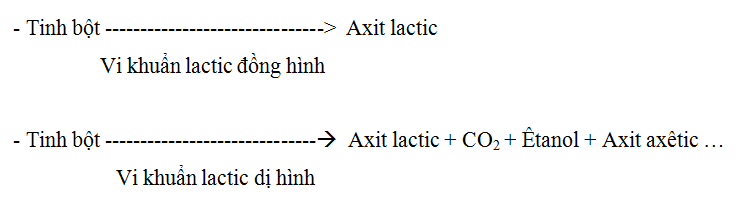 - Tinh bột -------------------------------> Axit lactic
Vi khuẩn lactic đồng hình
- Tinh bột ------------------------------→ Axit lactic + CO₂ + Êtanol + Axit axêtic …
Vi khuẩn lactic dị hình